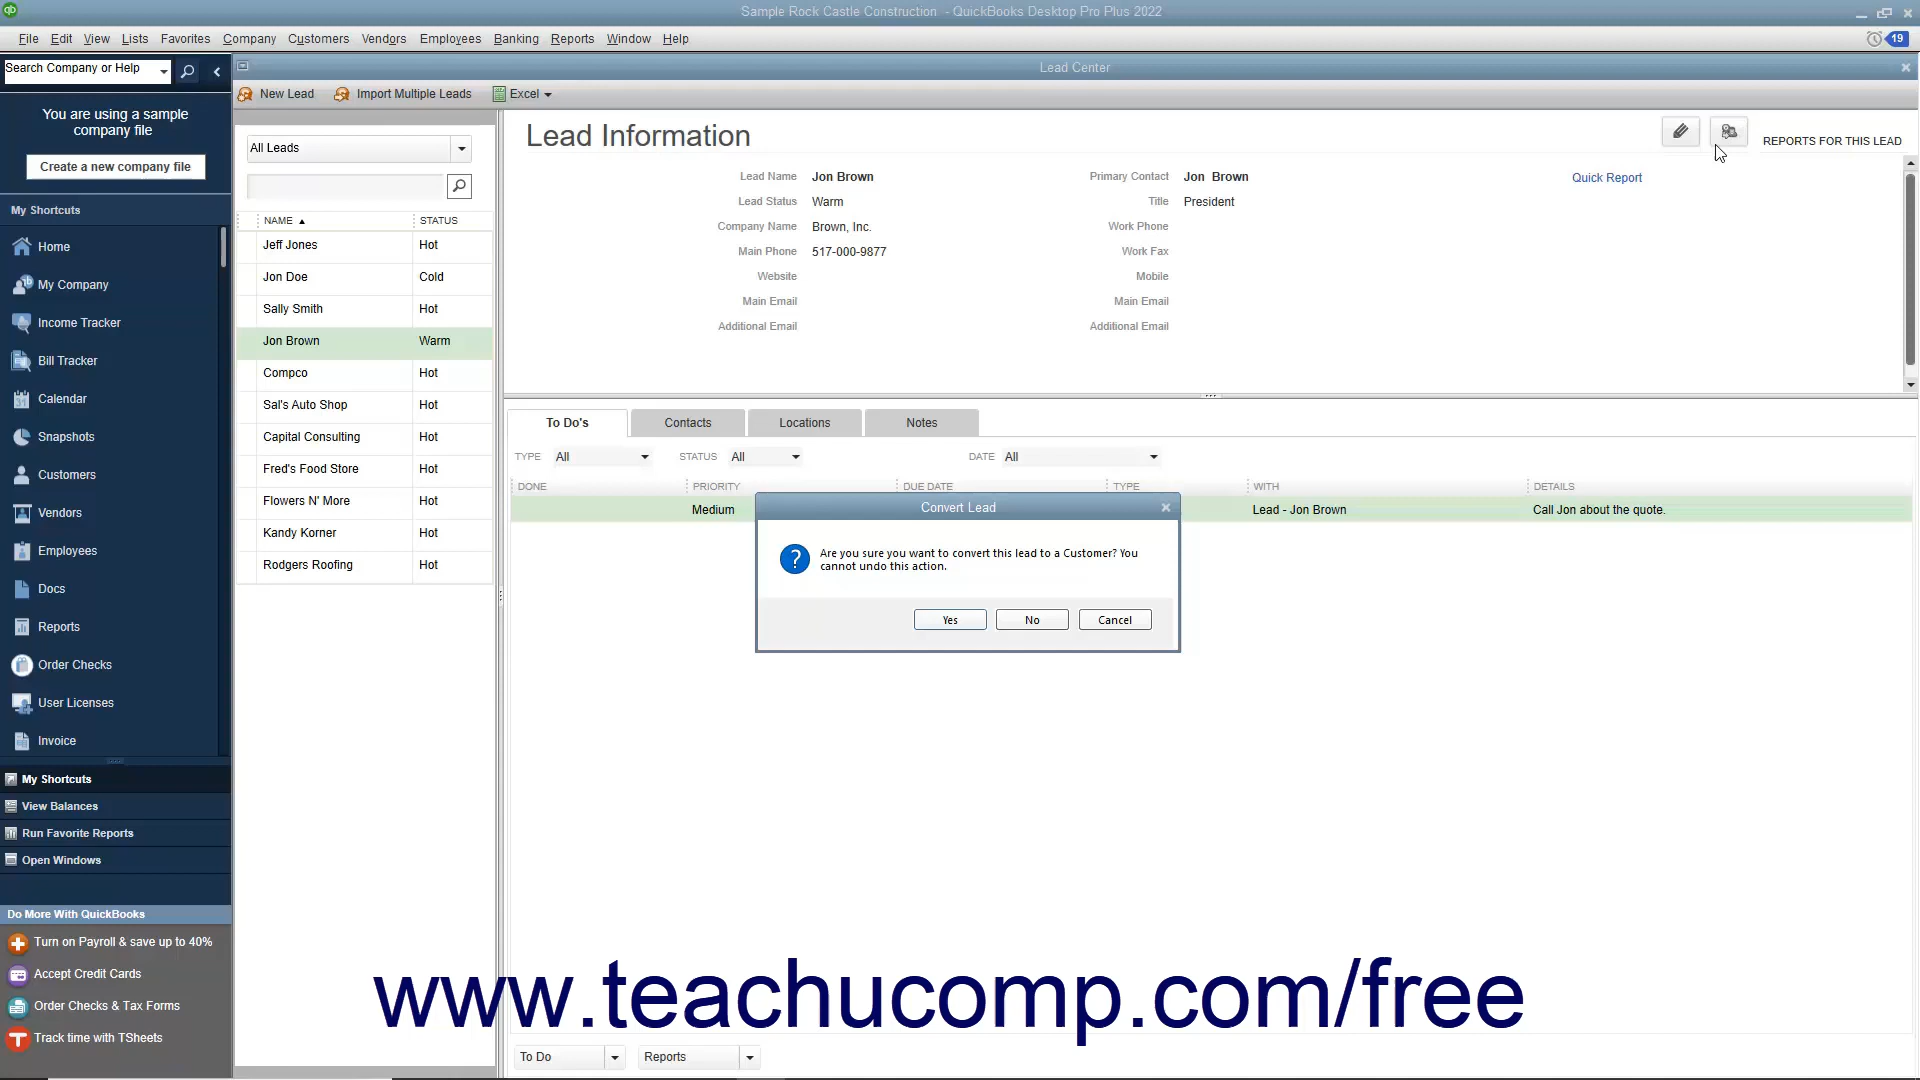 Sample Rock Castle Construction - QuickBooks Desktop Pro Plus 2022
File Edit View Lists Favorites Company Customers Vendors Employees Banking Reports Window Help
19
Search Company or Help
Lead Center
New Lead Import Multiple Leads Excel
You are using a sample
company file
Create a new company file
My Shortcuts
Home
My Company
Income Tracker
Bill Tracker
Calendar
Snapshots
Customers
Vendors
Employees
Docs
Reports
Order Checks
User Licenses
Invoice
My Shortcuts
View Balances
Run Favorite Reports
Open Windows
Do More With QuickBooks
Turn on Payroll & save up to 40%
Accept Credit Cards
Order Checks & Tax Forms
Track time with TSheets
All Leads
NAME STATUS
Jeff Jones Hot
Jon Doe Cold
Sally Smith Hot
Jon Brown Warm
Compco Hot
Sal's Auto Shop Hot
Capital Consulting Hot
Fred's Food Store Hot
Flowers N' More Hot
Kandy Korner Hot
Rodgers Roofing Hot
Lead Information
REPORTS FOR THIS LEAD
Lead Name Jon Brown Primary Contact Jon Brown Quick Report
Lead Status Warm Title President
Company Name Brown, Inc. Work Phone
Main Phone 517-000-9877 Work Fax
Website Mobile
Main Email Main Email
Additional Email Additional Email
To Do's Contacts Locations Notes
TYPE All STATUS All DATE All
DONE PRIORITY DUE DATE TYPE WITH DETAILS
Medium Lead - Jon Brown Call Jon about the quote.
Convert Lead
Are you sure you want to convert this lead to a Customer? You
cannot undo this action.
Yes No Cancel
www.teachucomp.com/free
To Do Reports